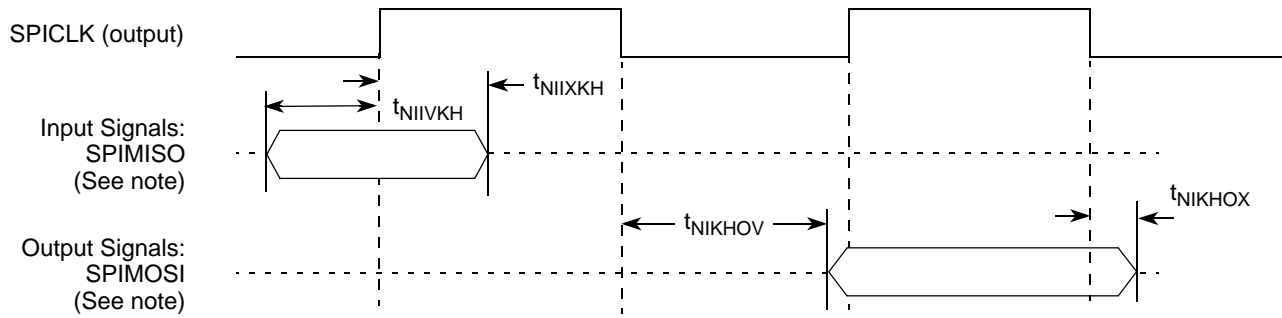 SPICLK (output)
tNIIXKH
tNIIVKH
Input Signals:
SPIMISO
(See note)
tNIKHOX
tNIKHOV
Output Signals:
SPIMOSI
(See note)